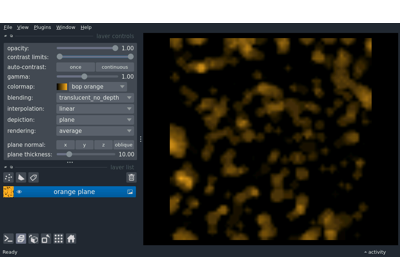 File View Plugins Window Help
layer controls
opacity: 1.00
contrast limits:
auto-contrast: once continuous
gamma: 1.00
colormap: bop orange
blending: translucent_no_depth
interpolation: linear
depiction: plane
rendering: average
plane normal: x y z oblique
plane thickness: 10.00
layer list
orange plane
Ready
activity